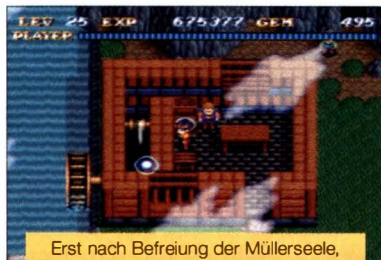 LEV 25 EXP 675377 GEM 495
PLAYER
Erst nach Befreiung der Müllerseele,